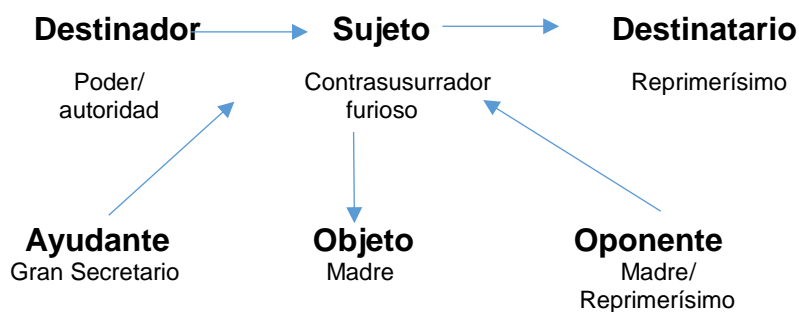 Destinador Sujeto Destinatario
Poder/ Contrasusurrador Reprimerísimo
autoridad furioso
Ayudante Objeto Oponente
Gran Secretario Madre Madre/
Reprimerísimo